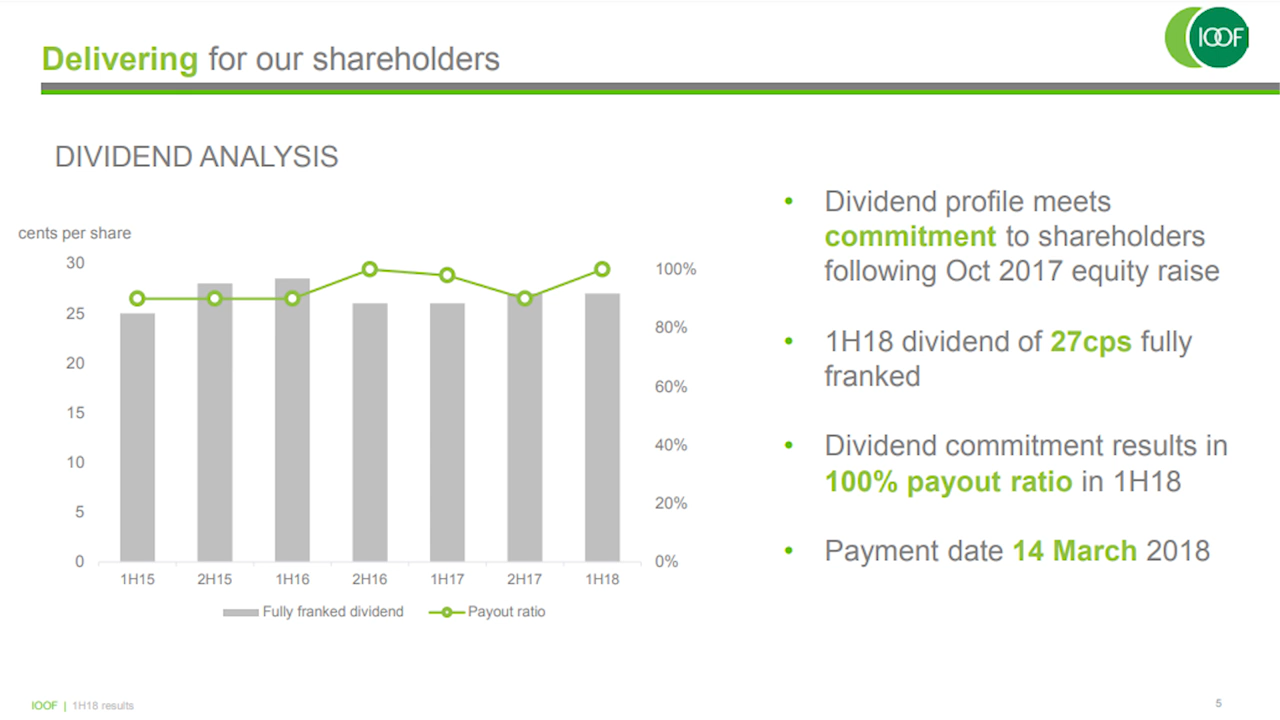 IOOF
Delivering for our shareholders
DIVIDEND ANALYSIS
cents per share
30
25
20
15
10
5
0
100%
80%
60%
40%
20%
0%
1H15 2H15 1H16 2H16 1H17 2H17 1H18
Fully franked dividend Payout ratio
• Dividend profile meets
commitment to shareholders
following Oct 2017 equity raise
• 1H18 dividend of 27cps fully
franked
• Dividend commitment results in
100% payout ratio in 1H18
• Payment date 14 March 2018
IOOF | 1H18 results
5